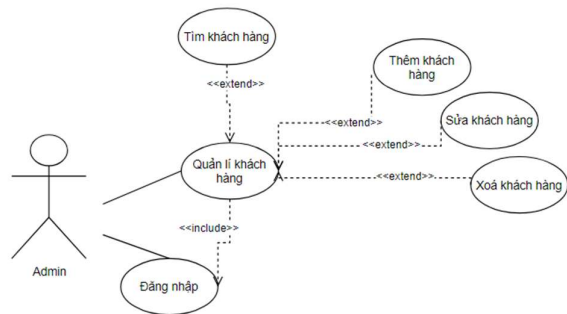 Tìm khách hàng
<<extend>>
Thêm khách
hàng
<<extend>>
Sửa khách hàng
<<extend>>
Quản lí khách
hàng
<<extend>>
Xoá khách hàng
<<include>>
Admin
Đăng nhập